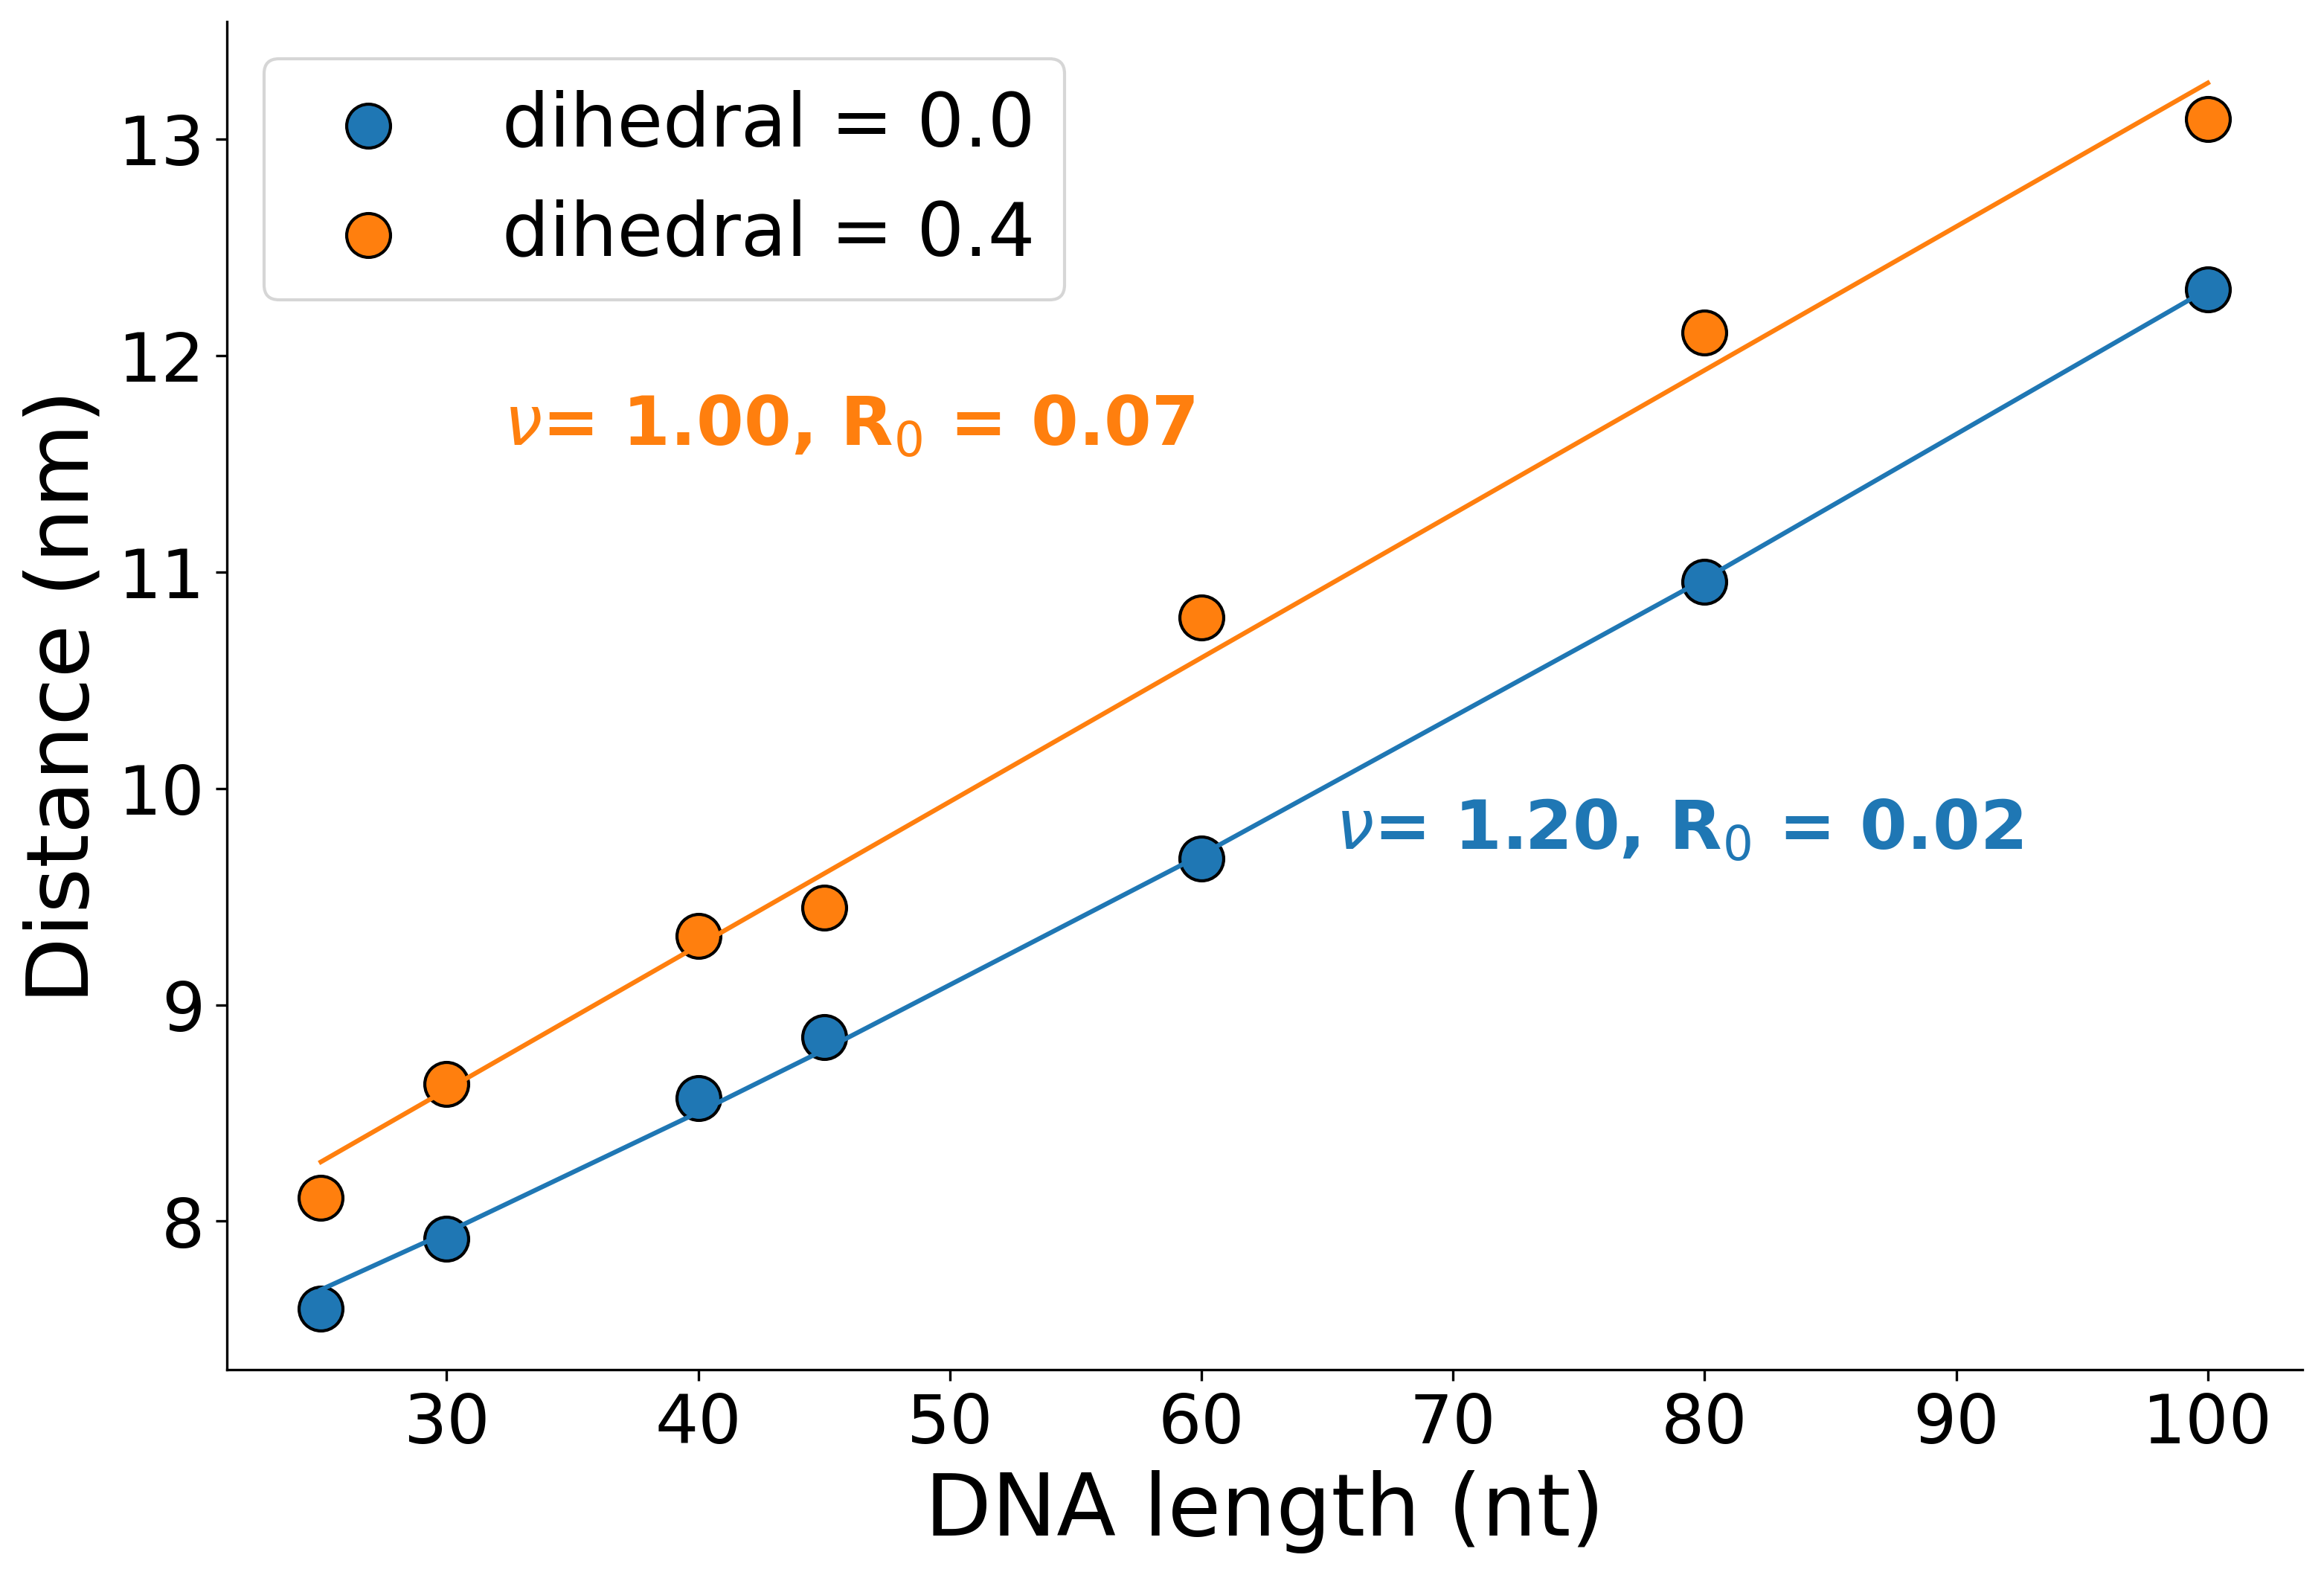 dihedral = 0.0
dihedral = 0.4
ν= 1.00, R₀ = 0.07
ν= 1.20, R₀ = 0.02
Distance (nm)
13
12
11
10
9
8
30 40 50 60 70 80 90 100
DNA length (nt)